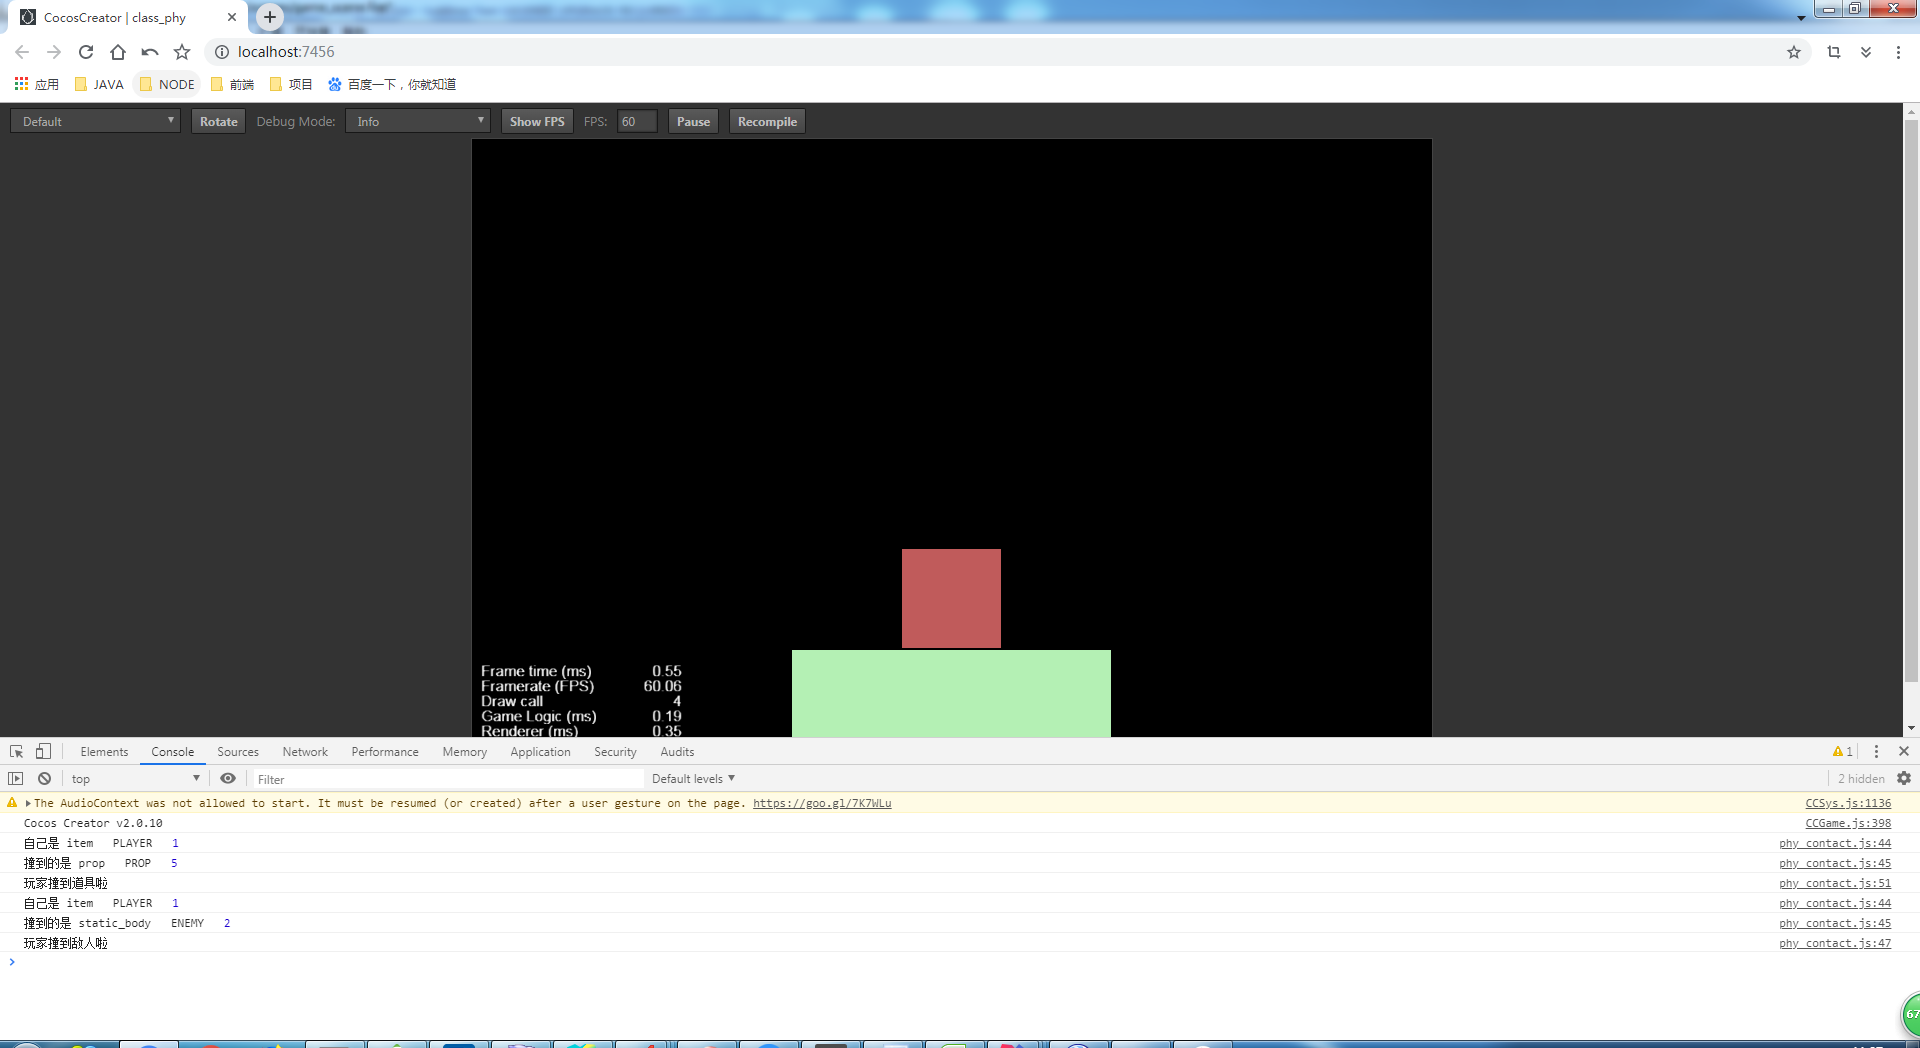 CocosCreator | class_phy
localhost:7456
应用 JAVA NODE 前端 项目 百度一下，你就知道
Default Rotate Debug Mode: Info Show FPS FPS: 60 Pause Recompile
Frame time (ms) 0.55
Framerate (FPS) 60.06
Draw call 4
Game Logic (ms) 0.19
Renderer (ms) 0.35
Elements Console Sources Network Performance Memory Application Security Audits 1
top Filter Default levels 2 hidden
The AudioContext was not allowed to start. It must be resumed (or created) after a user gesture on the page. https://goo.gl/7K7WLu CCSys.js:1136
Cocos Creator v2.0.10 CCGame.js:398
自己是 item PLAYER 1 phy_contact.js:44
撞到的是 prop PROP 5 phy_contact.js:45
玩家撞到道具啦 phy_contact.js:51
自己是 item PLAYER 1 phy_contact.js:44
撞到的是 static_body ENEMY 2 phy_contact.js:45
玩家撞到敌人啦 phy_contact.js:47
67